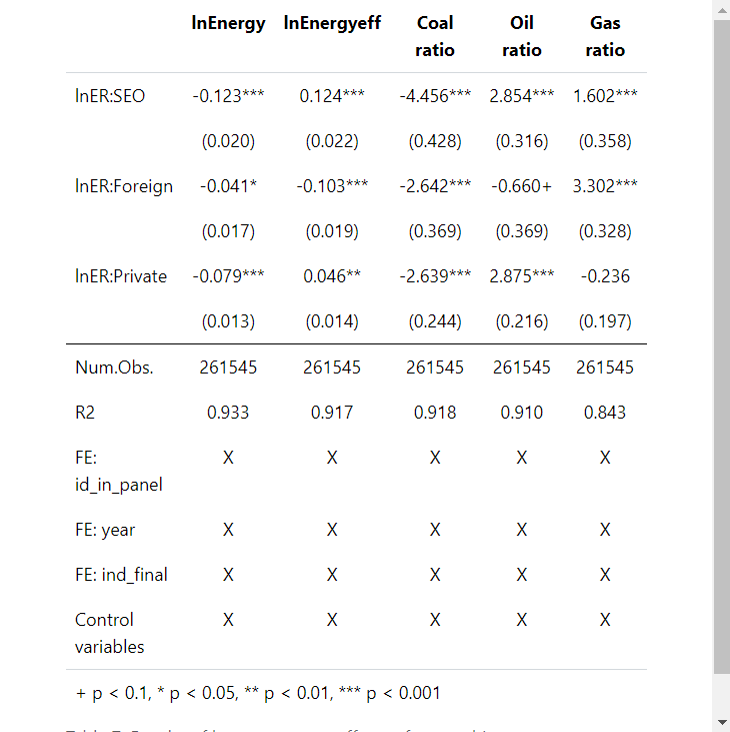 lnEnergy lnEnergyeff Coal ratio Oil ratio Gas ratio
lnER:SEO -0.123*** 0.124*** -4.456*** 2.854*** 1.602***
(0.020) (0.022) (0.428) (0.316) (0.358)
lnER:Foreign -0.041* -0.103*** -2.642*** -0.660+ 3.302***
(0.017) (0.019) (0.369) (0.369) (0.328)
lnER:Private -0.079*** 0.046** -2.639*** 2.875*** -0.236
(0.013) (0.014) (0.244) (0.216) (0.197)
Num.Obs. 261545 261545 261545 261545 261545
R2 0.933 0.917 0.918 0.910 0.843
FE: id_in_panel X X X X X
FE: year X X X X X
FE: ind_final X X X X X
Control variables X X X X X
+ p < 0.1, * p < 0.05, ** p < 0.01, *** p < 0.001